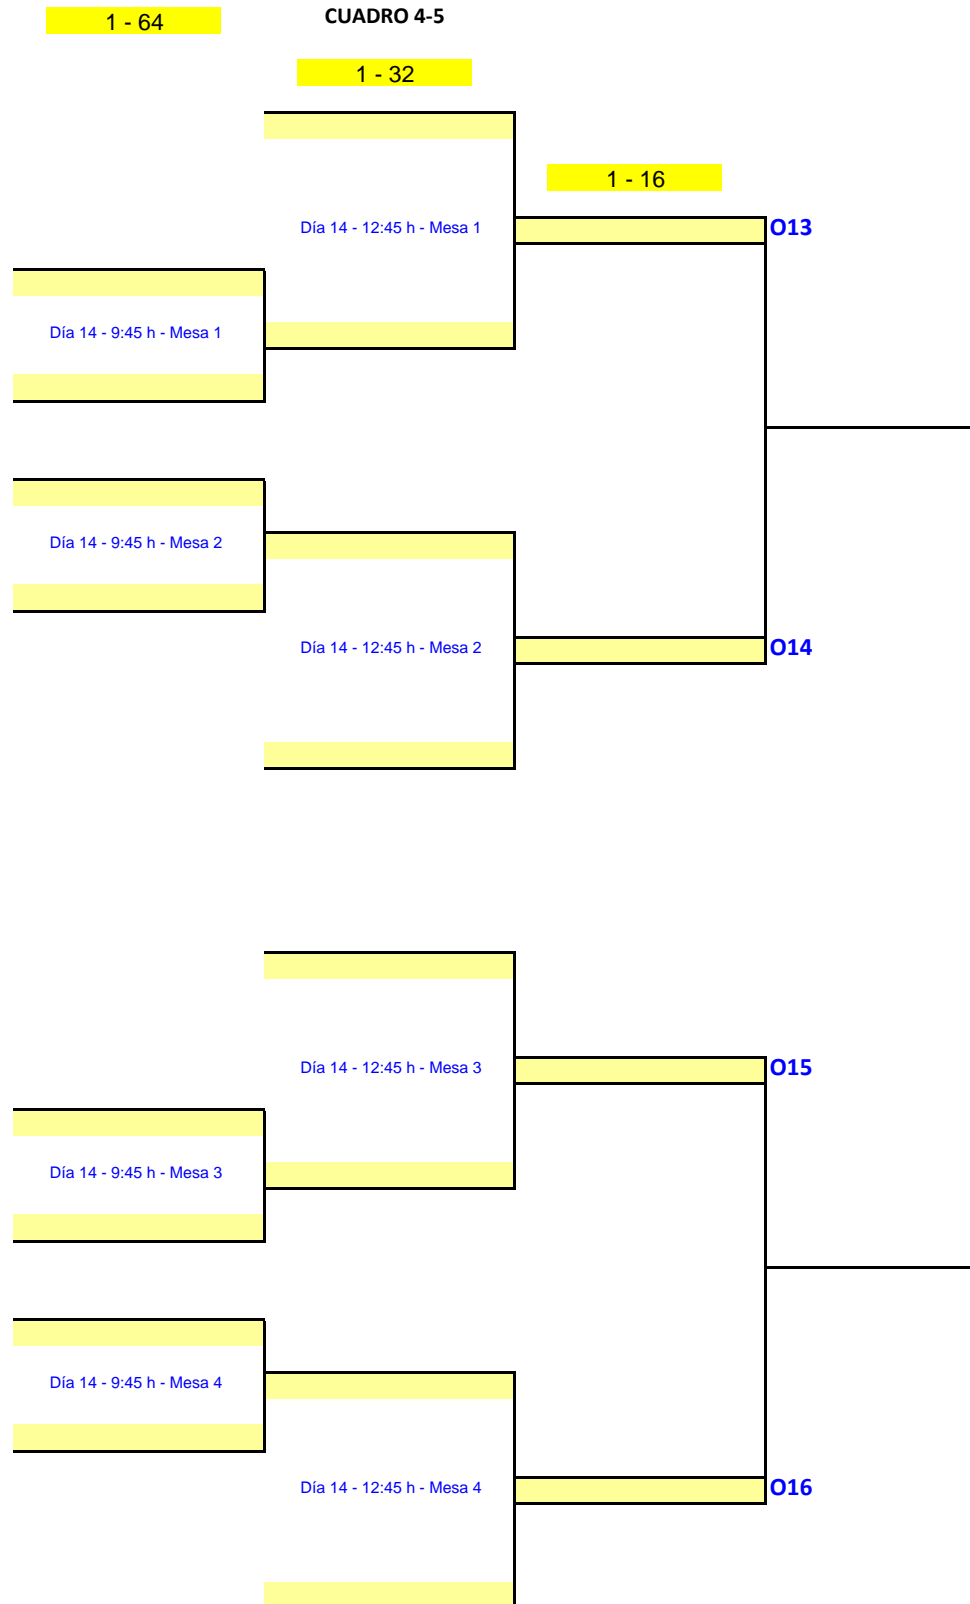 1 - 64
CUADRO 4-5
1 - 32
1 - 16
Día 14 - 12:45 h - Mesa 1
O13
Día 14 - 9:45 h - Mesa 1
Día 14 - 9:45 h - Mesa 2
Día 14 - 12:45 h - Mesa 2
O14
Día 14 - 12:45 h - Mesa 3
O15
Día 14 - 9:45 h - Mesa 3
Día 14 - 9:45 h - Mesa 4
Día 14 - 12:45 h - Mesa 4
O16